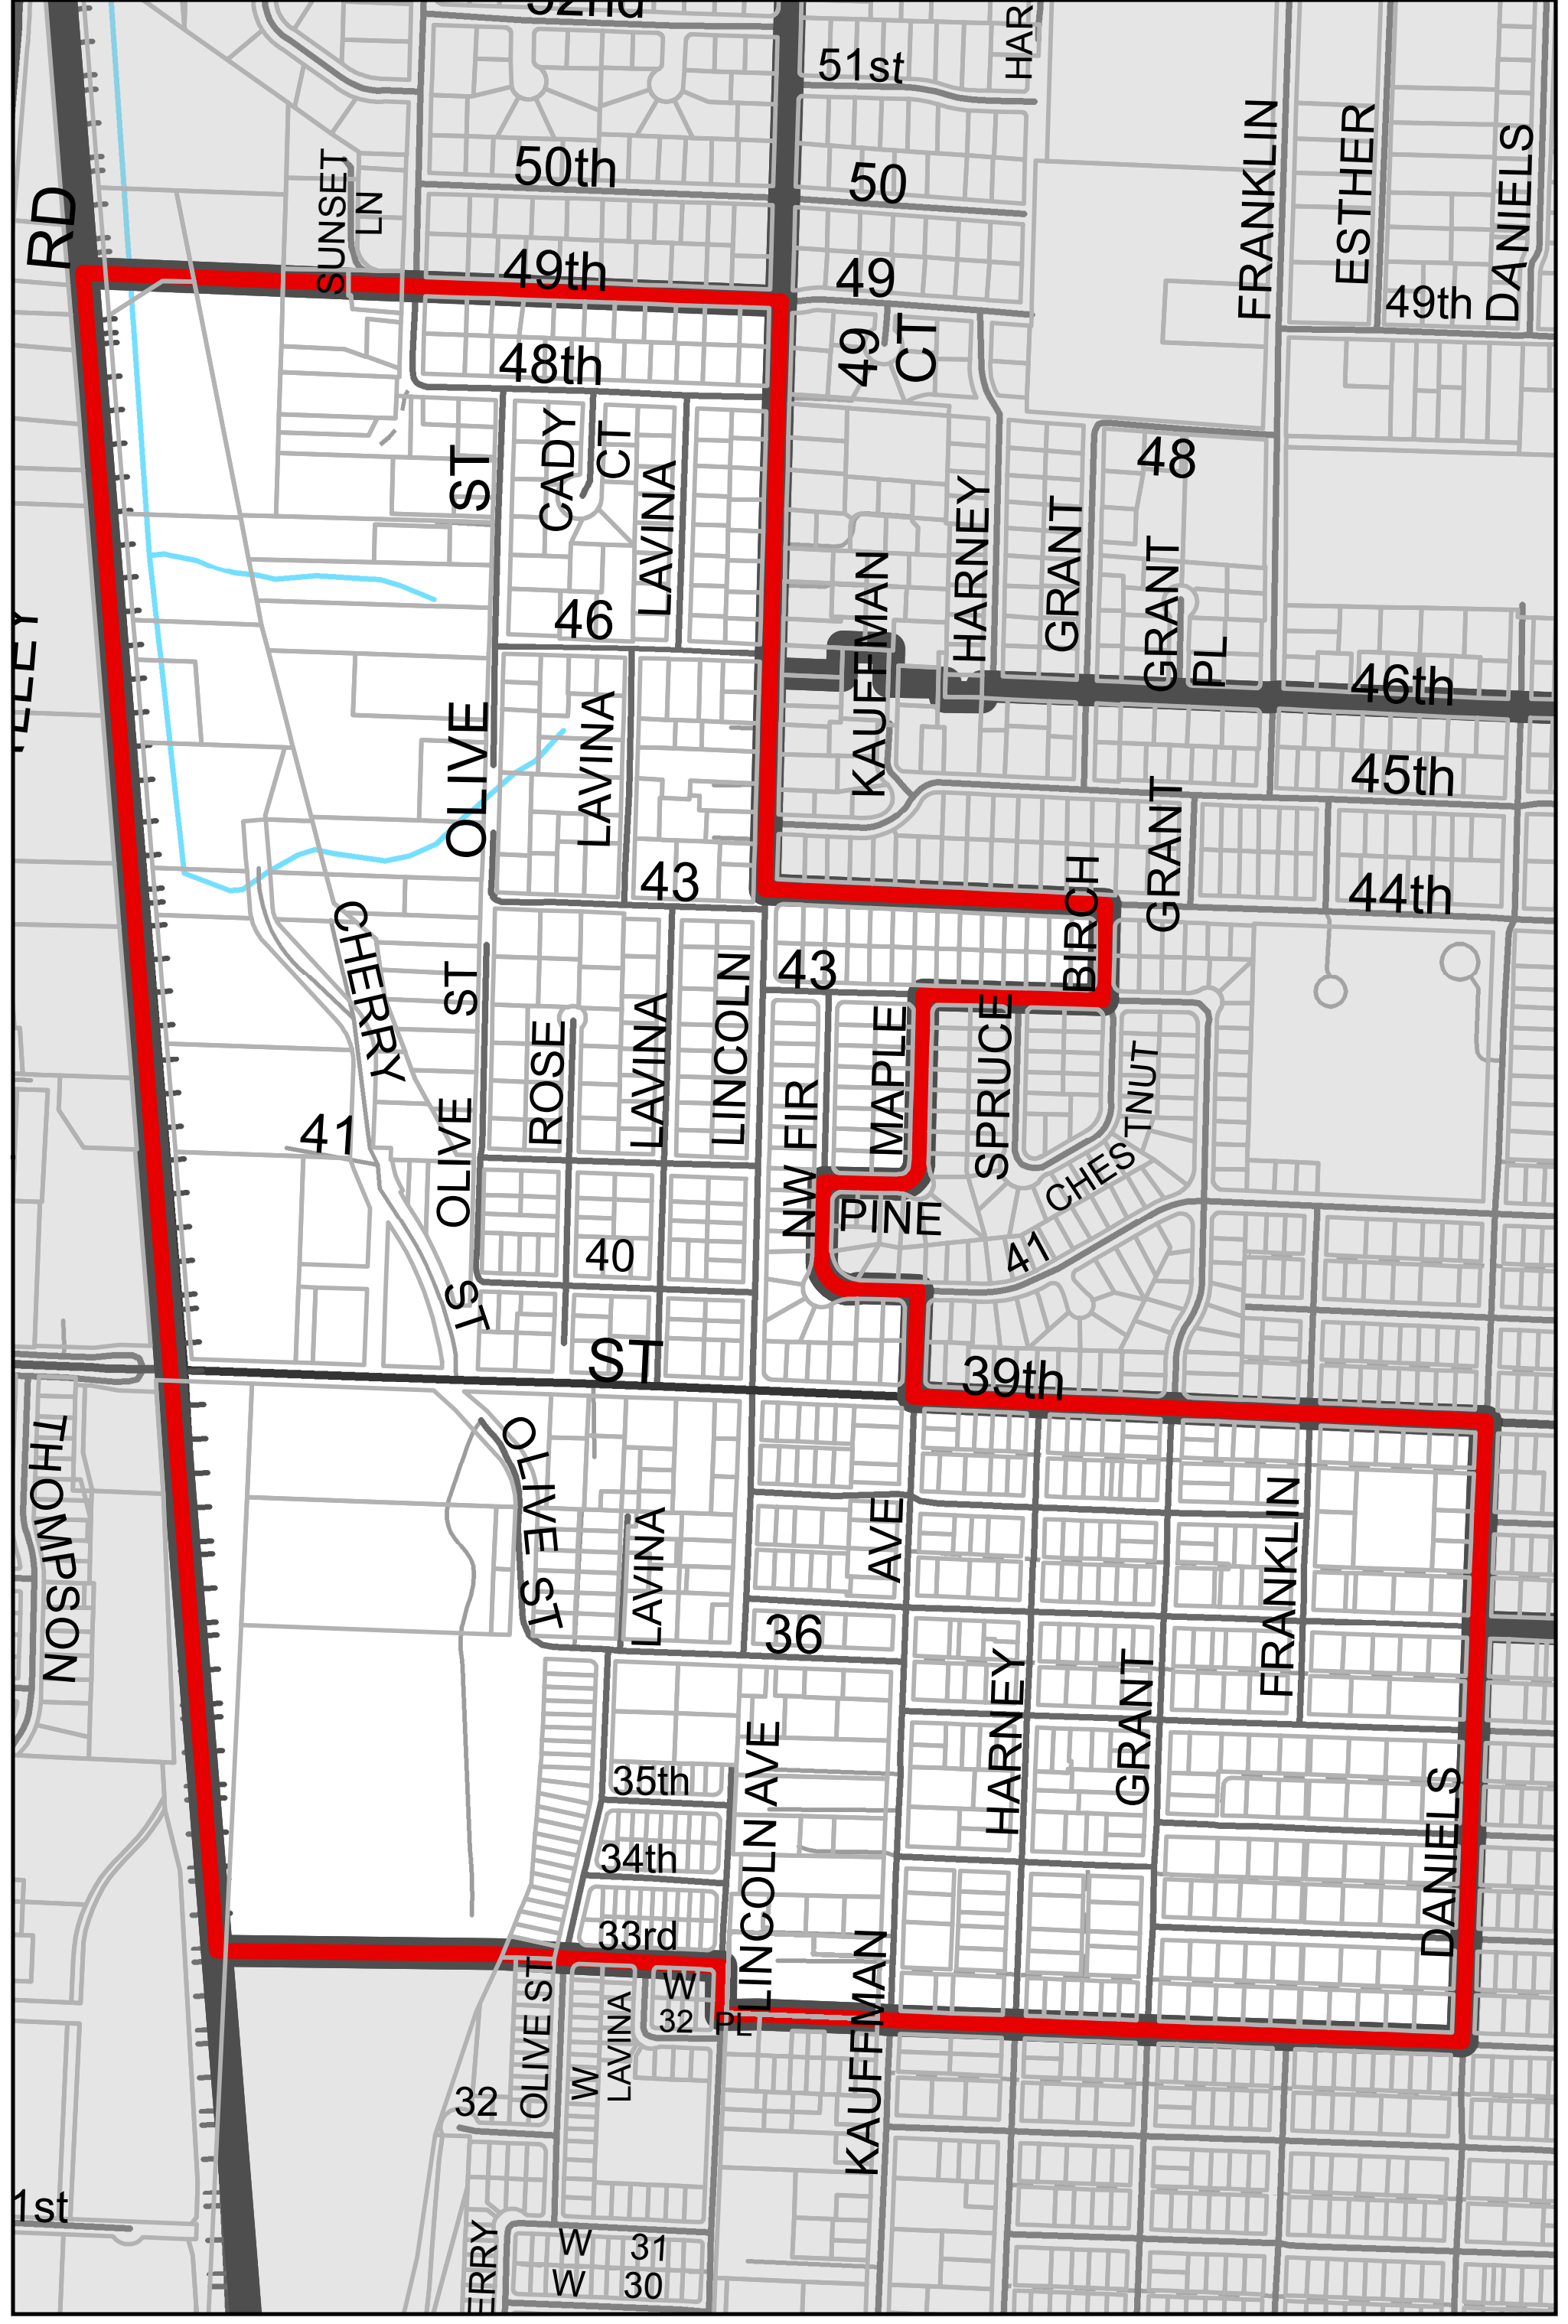 52nd
HAR
51st
50th
50
RD
SUNSET
LN
49th
49
FRANKLIN
ESTHER
DANIELS
49th
48th
49
CT
ST
CADY
CT
LAVINA
48
46
KAUFFMAN
HARNEY
GRANT
GRANT
PL
46th
OLIVE
LAVINA
45th
43
BIRCH
GRANT
44th
CHERRY
ST
43
ROSE
LAVINA
LINCOLN
MAPLE
SPRUCE
CHESTNUT
41
OLIVE
NW FIR
PINE
41
40
ST
ST
39th
THOMPSON
OLIVE ST
LAVINA
AVE
FRANKLIN
36
HARNEY
GRANT
35th
LINCOLN AVE
DANIELS
34th
33rd
KAUFFMAN
OLIVE ST
W
LAVINA
W
32
PL
32
1st
ERRY
W 31
W 30